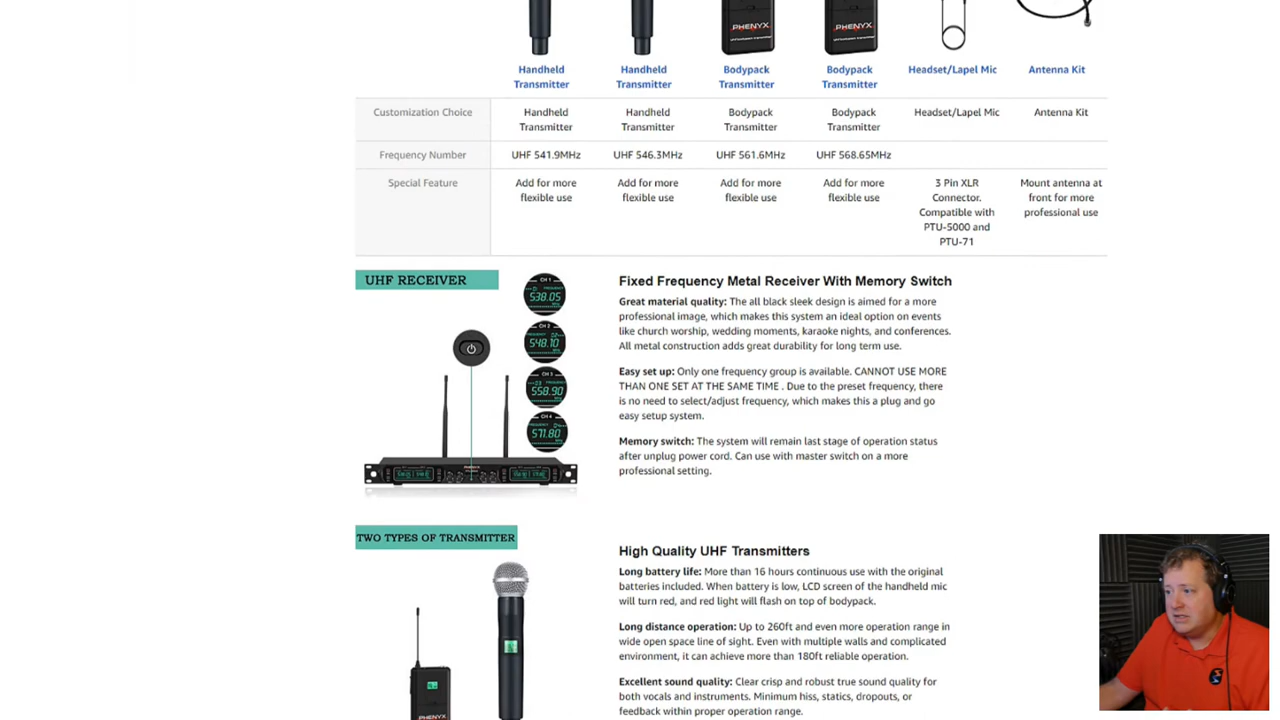 PHENYX
PHENYX
Handheld Transmitter
Handheld Transmitter
Bodypack Transmitter
Bodypack Transmitter
Headset/Lapel Mic
Antenna Kit
Customization Choice
Handheld Transmitter
Handheld Transmitter
Bodypack Transmitter
Bodypack Transmitter
Headset/Lapel Mic
Antenna Kit
Frequency Number
UHF 541.9MHz
UHF 546.3MHz
UHF 561.6MHz
UHF 568.65MHz
Special Feature
Add for more flexible use
Add for more flexible use
Add for more flexible use
Add for more flexible use
3 Pin XLR Connector. Compatible with PTU-5000 and PTU-71
Mount antenna at front for more professional use
UHF RECEIVER
CH 1
538.05
548.10
CH 3
558.90
CH 4
571.80
Fixed Frequency Metal Receiver With Memory Switch
Great material quality: The all black sleek design is aimed for a more
professional image, which makes this system an ideal option on events
like church worship, wedding moments, karaoke nights, and conferences.
All metal construction adds great durability for long term use.
Easy set up: Only one frequency group is available. CANNOT USE MORE
THAN ONE SET AT THE SAME TIME . Due to the preset frequency, there
is no need to select/adjust frequency, which makes this a plug and go
easy setup system.
Memory switch: The system will remain last stage of operation status
after unplug power cord. Can use with master switch on a more
professional setting.
TWO TYPES OF TRANSMITTER
High Quality UHF Transmitters
Long battery life: More than 16 hours continuous use with the original
batteries included. When battery is low, LCD screen of the handheld mic
will turn red, and red light will flash on top of bodypack.
Long distance operation: Up to 260ft and even more operation range in
wide open space line of sight. Even with multiple walls and complicated
environment, it can achieve more than 180ft reliable operation.
Excellent sound quality: Clear crisp and robust true sound quality for
both vocals and instruments. Minimum hiss, statics, dropouts, or
feedback within proper operation range.
PHENYX